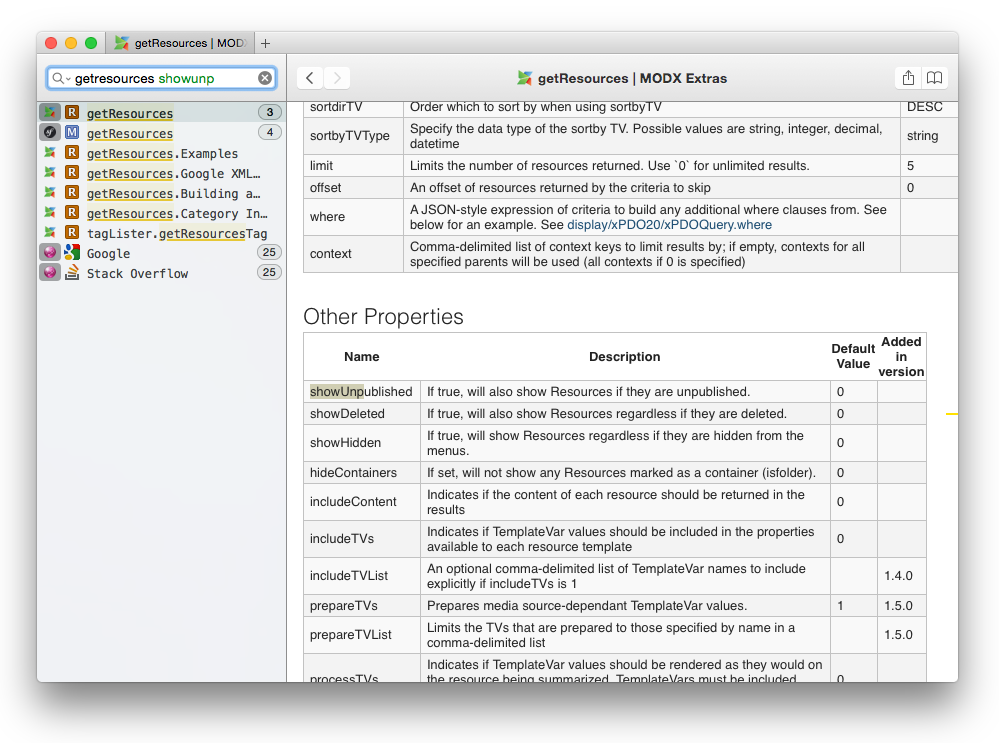 getResources | MOD
+
getresources showunp
getResources | MODX Extras
R getResources 3
M getResources 4
R getResources.Examples
R getResources.Google XML…
R getResources.Building a…
R getResources.Category In…
R tagLister.getResourcesTag
Google 25
Stack Overflow 25
sortdirTV Order which to sort by when using sortbyTV DESC
sortbyTVType Specify the data type of the sortby TV. Possible values are string, integer, decimal, string
datetime
limit Limits the number of resources returned. Use `0` for unlimited results. 5
offset An offset of resources returned by the criteria to skip 0
where A JSON-style expression of criteria to build any additional where clauses from. See
below for an example. See display/xPDO20/xPDOQuery.where
context Comma-delimited list of context keys to limit results by; if empty, contexts for all
specified parents will be used (all contexts if 0 is specified)
Other Properties
Name Description Default Value Added in version
showUnpublished If true, will also show Resources if they are unpublished. 0
showDeleted If true, will also show Resources regardless if they are deleted. 0
showHidden If true, will show Resources regardless if they are hidden from the 0
menus.
hideContainers If set, will not show any Resources marked as a container (isfolder). 0
includeContent Indicates if the content of each resource should be returned in the 0
results
includeTVs Indicates if TemplateVar values should be included in the properties 0
available to each resource template
includeTVList An optional comma-delimited list of TemplateVar names to include 1.4.0
explicitly if includeTVs is 1
prepareTVs Prepares media source-dependant TemplateVar values. 1 1.5.0
prepareTVList Limits the TVs that are prepared to those specified by name in a 1.5.0
comma-delimited list
processTVs Indicates if TemplateVar values should be rendered as they would on 0
the resource being summarized. TemplateVars must be included